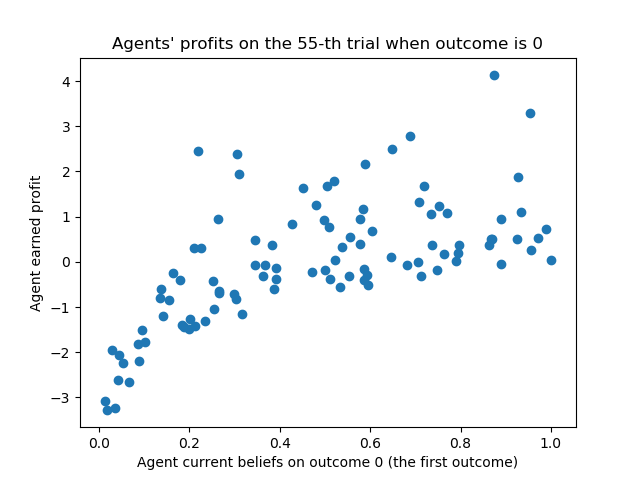 Agents' profits on the 55-th trial when outcome is 0
4
3
2
1
0
−1
−2
−3
Agent earned profit
0.0 0.2 0.4 0.6 0.8 1.0
Agent current beliefs on outcome 0 (the first outcome)